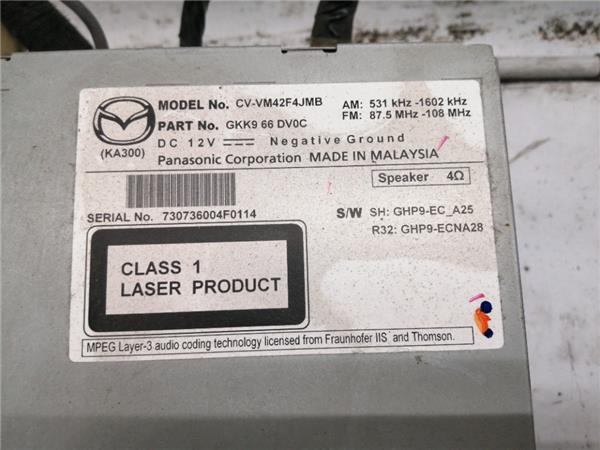 MODEL No. CV-VM42F4JMB AM: 531 kHz -1602 kHz
PART No. GKK9 66 DV0C FM: 87.5 MHz -108 MHz
DC 12V Negative Ground
(KA300) Panasonic Corporation MADE IN MALAYSIA
Speaker 4Ω
SERIAL No. 730736004F0114
S/W SH: GHP9-EC_A25
R32: GHP9-ECNA28
CLASS 1
LASER PRODUCT
MPEG Layer-3 audio coding technology licensed from Fraunhofer IIS and Thomson.